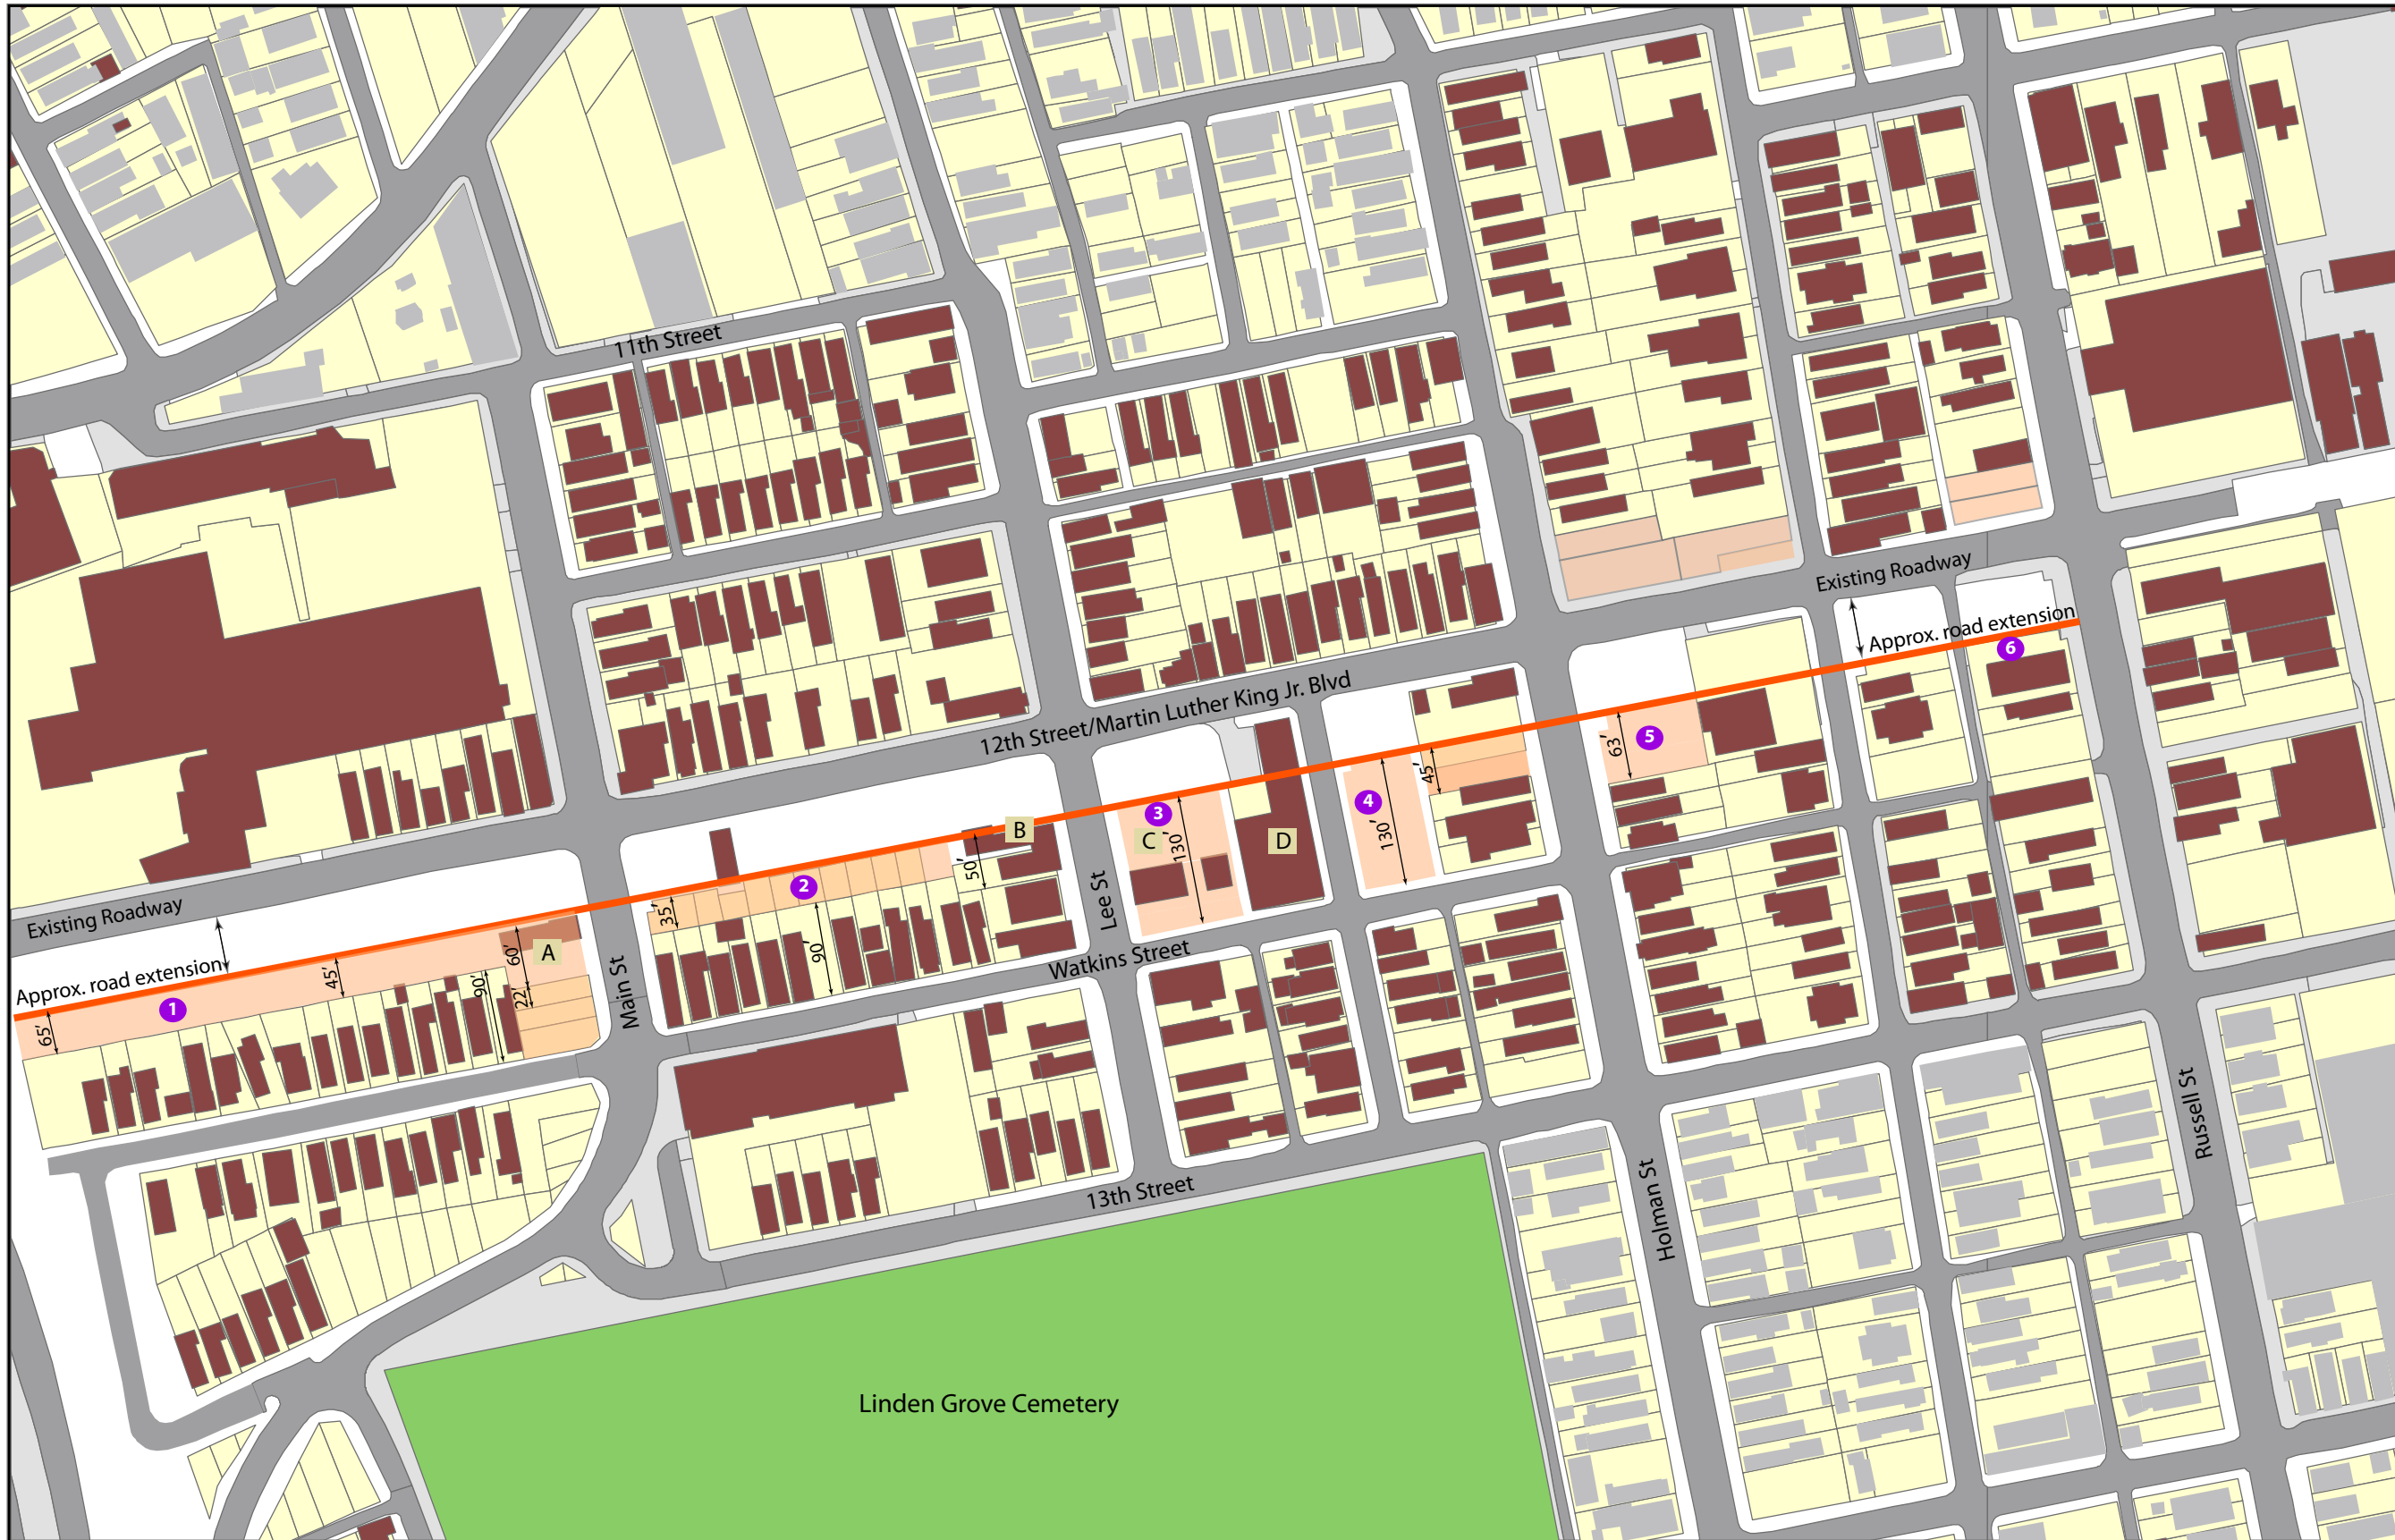 11th Street
Existing Roadway
Approx. road extension
6
12th Street/Martin Luther King Jr. Blvd
5
63’
45’
4
130’
3
C
130’
D
B
50’
2
35’
90’
Lee St
Existing Roadway
Approx. road extension
1
65’
45’
90’
60’
22’
A
Main St
Watkins Street
13th Street
Holman St
Russell St
Linden Grove Cemetery